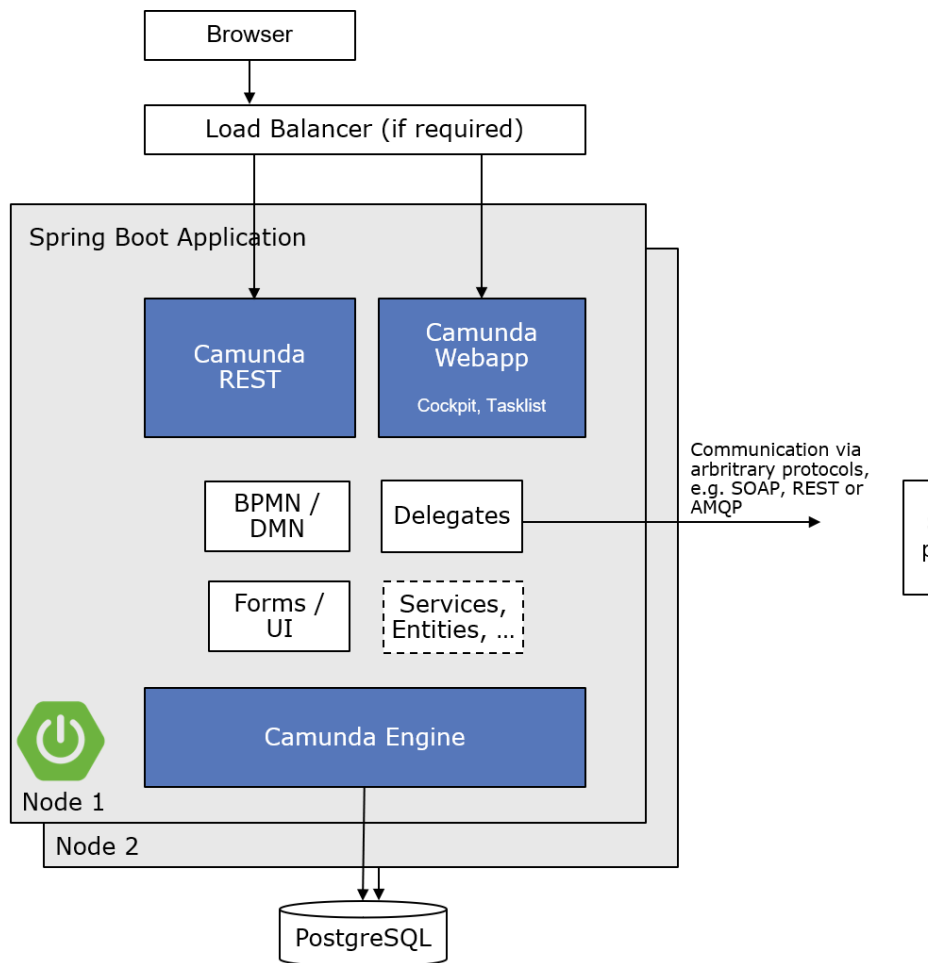 Browser
Load Balancer (if required)
Spring Boot Application
Camunda
REST
Camunda
Webapp
Cockpit, Tasklist
Communication via
arbritrary protocols,
e.g. SOAP, REST or
AMQP
BPMN /
DMN
Delegates
Forms /
UI
Services,
Entities, ...
Camunda Engine
Node 1
Node 2
PostgreSQL